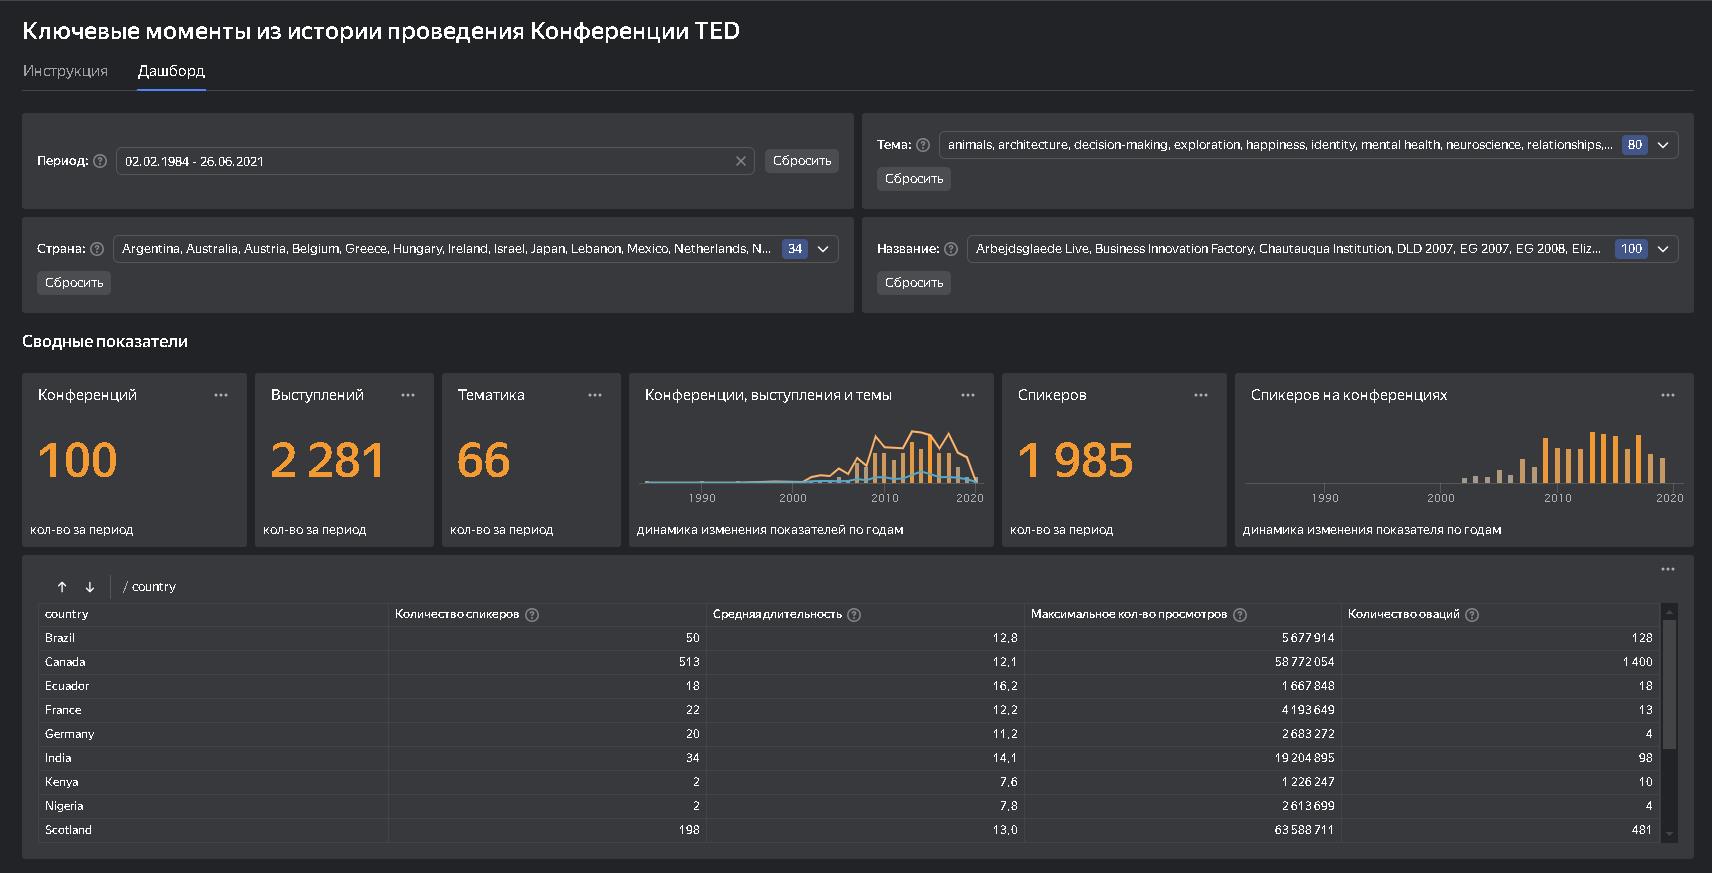 Ключевые моменты из истории проведения Конференции TED
Инструкция Дашборд
Период: 02.02.1984 - 26.06.2021 Сбросить
Тема: animals, architecture, decision-making, exploration, happiness, identity, mental health, neuroscience, relationships,... 80
Сбросить
Страна: Argentina, Australia, Austria, Belgium, Greece, Hungary, Ireland, Israel, Japan, Lebanon, Mexico, Netherlands, N... 34
Сбросить
Название: Arbejdsglaede Live, Business Innovation Factory, Chautauqua Institution, DLD 2007, EG 2007, EG 2008, Eliz... 100
Сбросить
Сводные показатели
Конференций
100
кол-во за период
Выступлений
2 281
кол-во за период
Тематика
66
кол-во за период
Конференции, выступления и темы
1990 2000 2010 2020
динамика изменения показателей по годам
Спикеров
1 985
кол-во за период
Спикеров на конференциях
1990 2000 2010 2020
динамика изменения показателя по годам
/ country
country Количество спикеров Средняя длительность Максимальное кол-во просмотров Количество оваций
Brazil 50 12,8 5 677 914 128
Canada 513 12,1 58 772 054 1 400
Ecuador 18 16,2 1 667 848 18
France 22 12,2 4 193 649 13
Germany 20 11,2 2 683 272 4
India 34 14,1 19 204 895 98
Kenya 2 7,6 1 226 247 10
Nigeria 2 7,8 2 613 699 4
Scotland 198 13,0 63 588 711 481